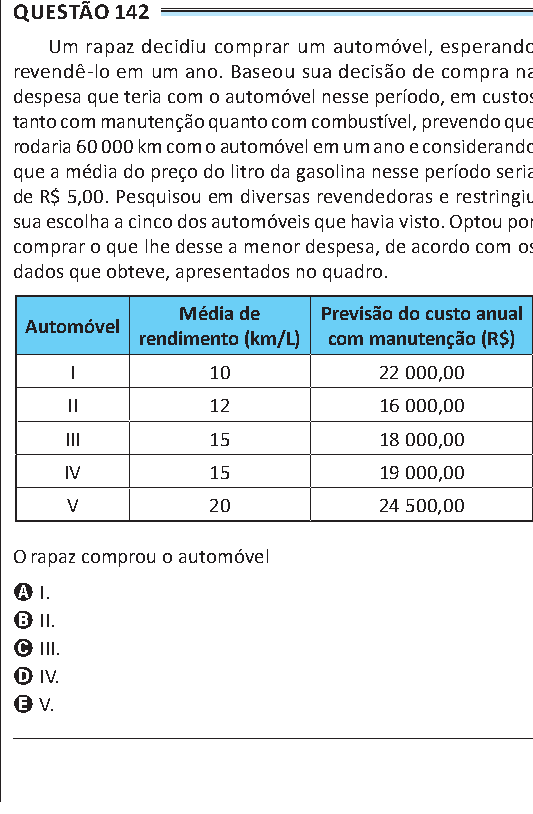 QUESTÃO 142
Um rapaz decidiu comprar um automóvel, esperando
revendê-lo em um ano. Baseou sua decisão de compra na
despesa que teria com o automóvel nesse período, em custos
tanto com manutenção quanto com combustível, prevendo que
rodaria 60 000 km com o automóvel em um ano e considerando
que a média do preço do litro da gasolina nesse período seria
de R$ 5,00. Pesquisou em diversas revendedoras e restringiu
sua escolha a cinco dos automóveis que havia visto. Optou por
comprar o que lhe desse a menor despesa, de acordo com os
dados que obteve, apresentados no quadro.
Automóvel Média de rendimento (km/L) Previsão do custo anual com manutenção (R$)
I 10 22 000,00
II 12 16 000,00
III 15 18 000,00
IV 15 19 000,00
V 20 24 500,00
O rapaz comprou o automóvel
A I.
B II.
C III.
D IV.
E V.